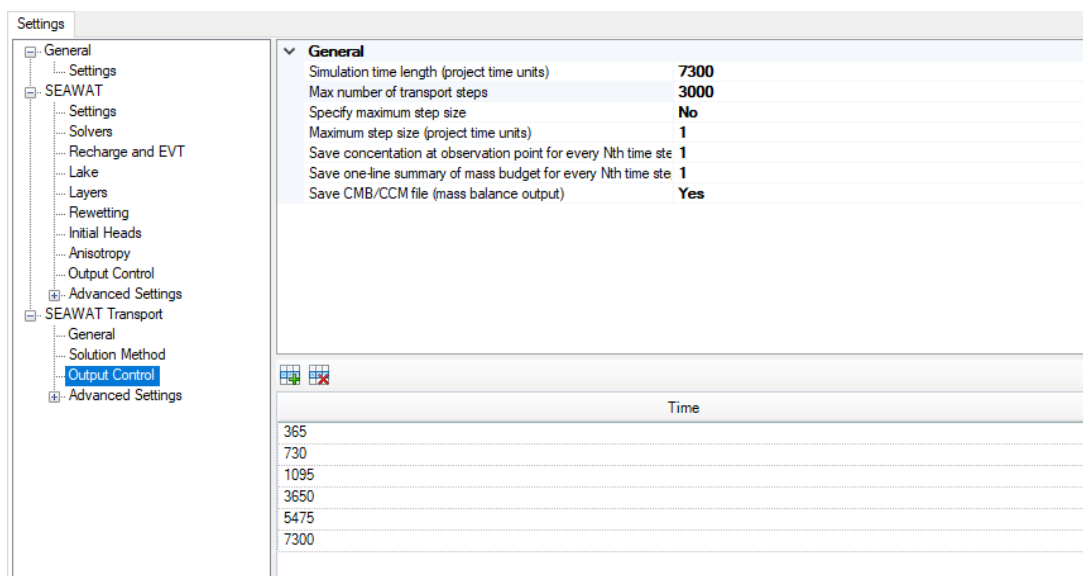 Settings
General
Settings
SEAWAT
Settings
Solvers
Recharge and EVT
Lake
Layers
Rewetting
Initial Heads
Anisotropy
Output Control
Advanced Settings
SEAWAT Transport
General
Solution Method
Output Control
Advanced Settings
General
Simulation time length (project time units) 7300
Max number of transport steps 3000
Specify maximum step size No
Maximum step size (project time units) 1
Save concentation at observation point for every Nth time ste 1
Save one-line summary of mass budget for every Nth time ste 1
Save CMB/CCM file (mass balance output) Yes
Time
365
730
1095
3650
5475
7300